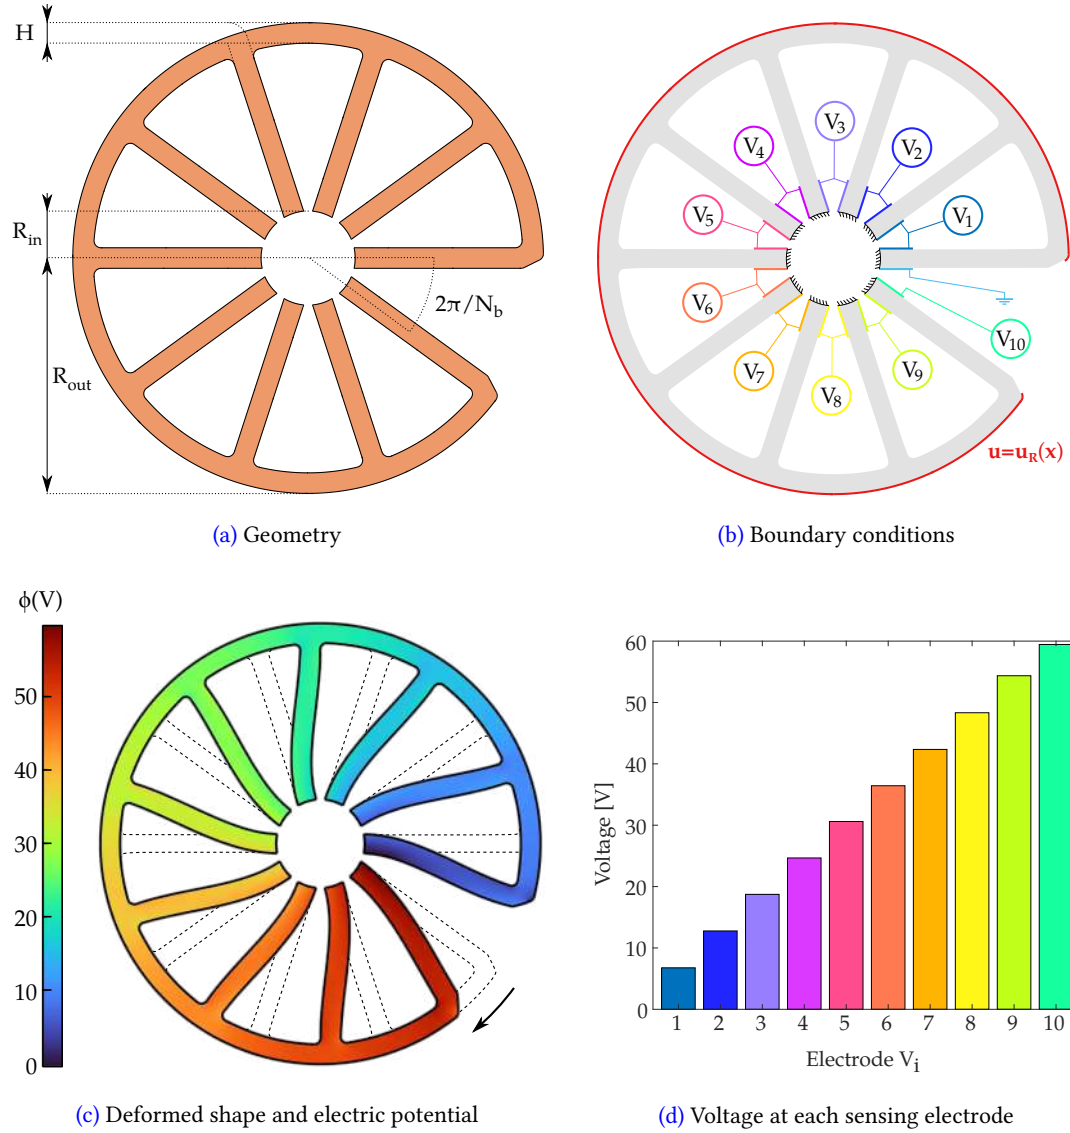 H
R_in
R_out
2π/N_b
(a) Geometry
V_1
V_2
V_3
V_4
V_5
V_6
V_7
V_8
V_9
V_10
u=u_R(x)
(b) Boundary conditions
ϕ(V)
50
40
30
20
10
0
(c) Deformed shape and electric potential
Voltage [V]
60
50
40
30
20
10
0
1 2 3 4 5 6 7 8 9 10
Electrode V_i
(d) Voltage at each sensing electrode